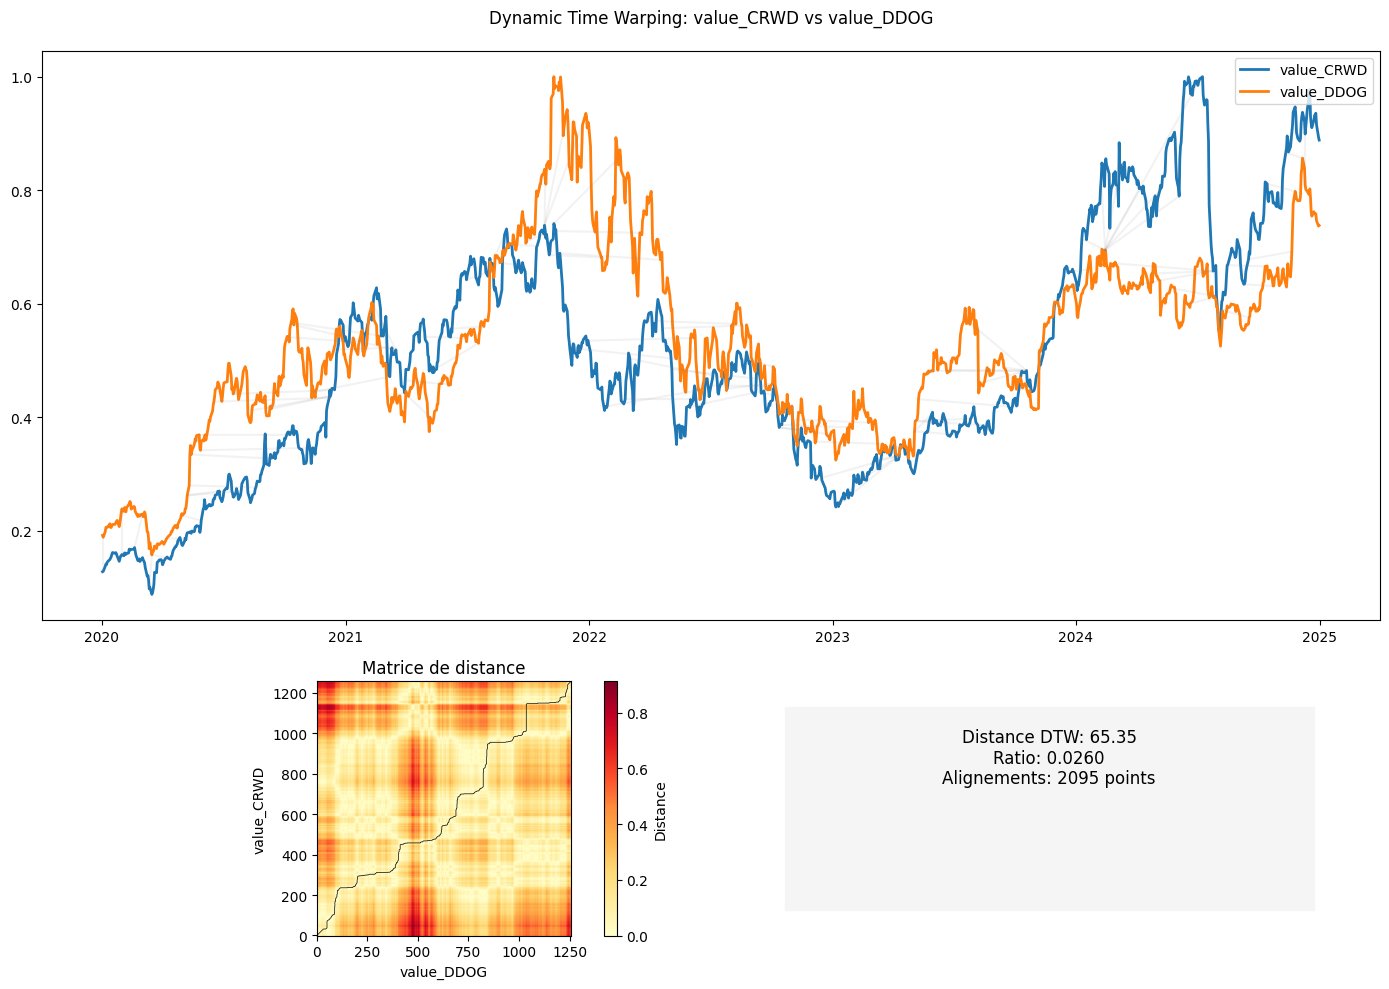 Dynamic Time Warping: value_CRWD vs value_DDOG
value_CRWD
value_DDOG
1.0
0.8
0.6
0.4
0.2
2020 2021 2022 2023 2024 2025
Matrice de distance
value_CRWD
1200
1000
800
600
400
200
0
0 250 500 750 1000 1250
value_DDOG
0.8
0.6
0.4
0.2
0.0
Distance
Distance DTW: 65.35
Ratio: 0.0260
Alignements: 2095 points